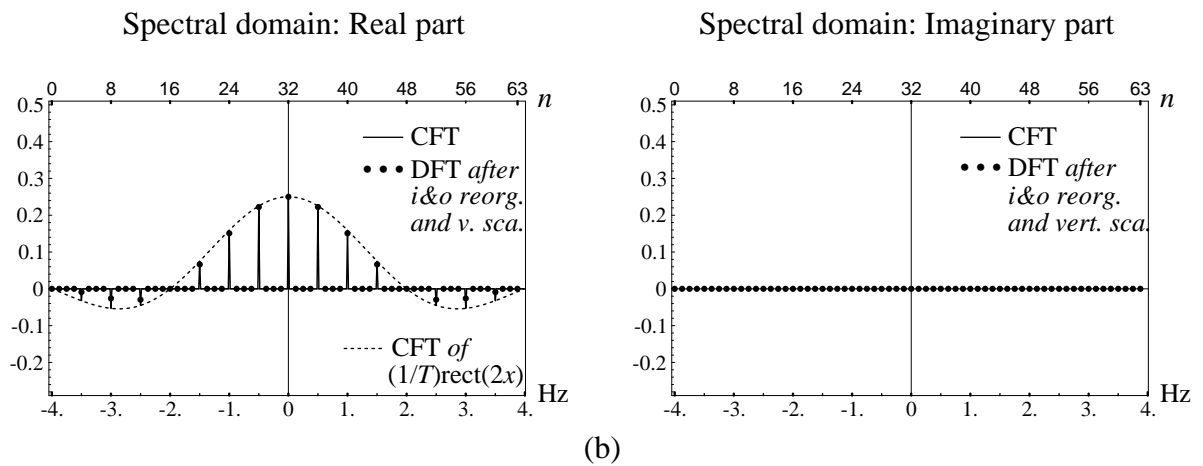 Spectral domain: Real part
0 8 16 24 32 40 48 56 63 n
0.5
0.4
0.3
0.2
0.1
0
-0.1
-0.2
CFT
DFT after
i&o reorg.
and v. sca.
CFT of
(1/T)rect(2x)
Hz
-4. -3. -2. -1. 0 1. 2. 3. 4.
Spectral domain: Imaginary part
0 8 16 24 32 40 48 56 63 n
0.5
0.4
0.3
0.2
0.1
0
-0.1
-0.2
CFT
DFT after
i&o reorg.
and vert. sca.
Hz
-4. -3. -2. -1. 0 1. 2. 3. 4.
(b)